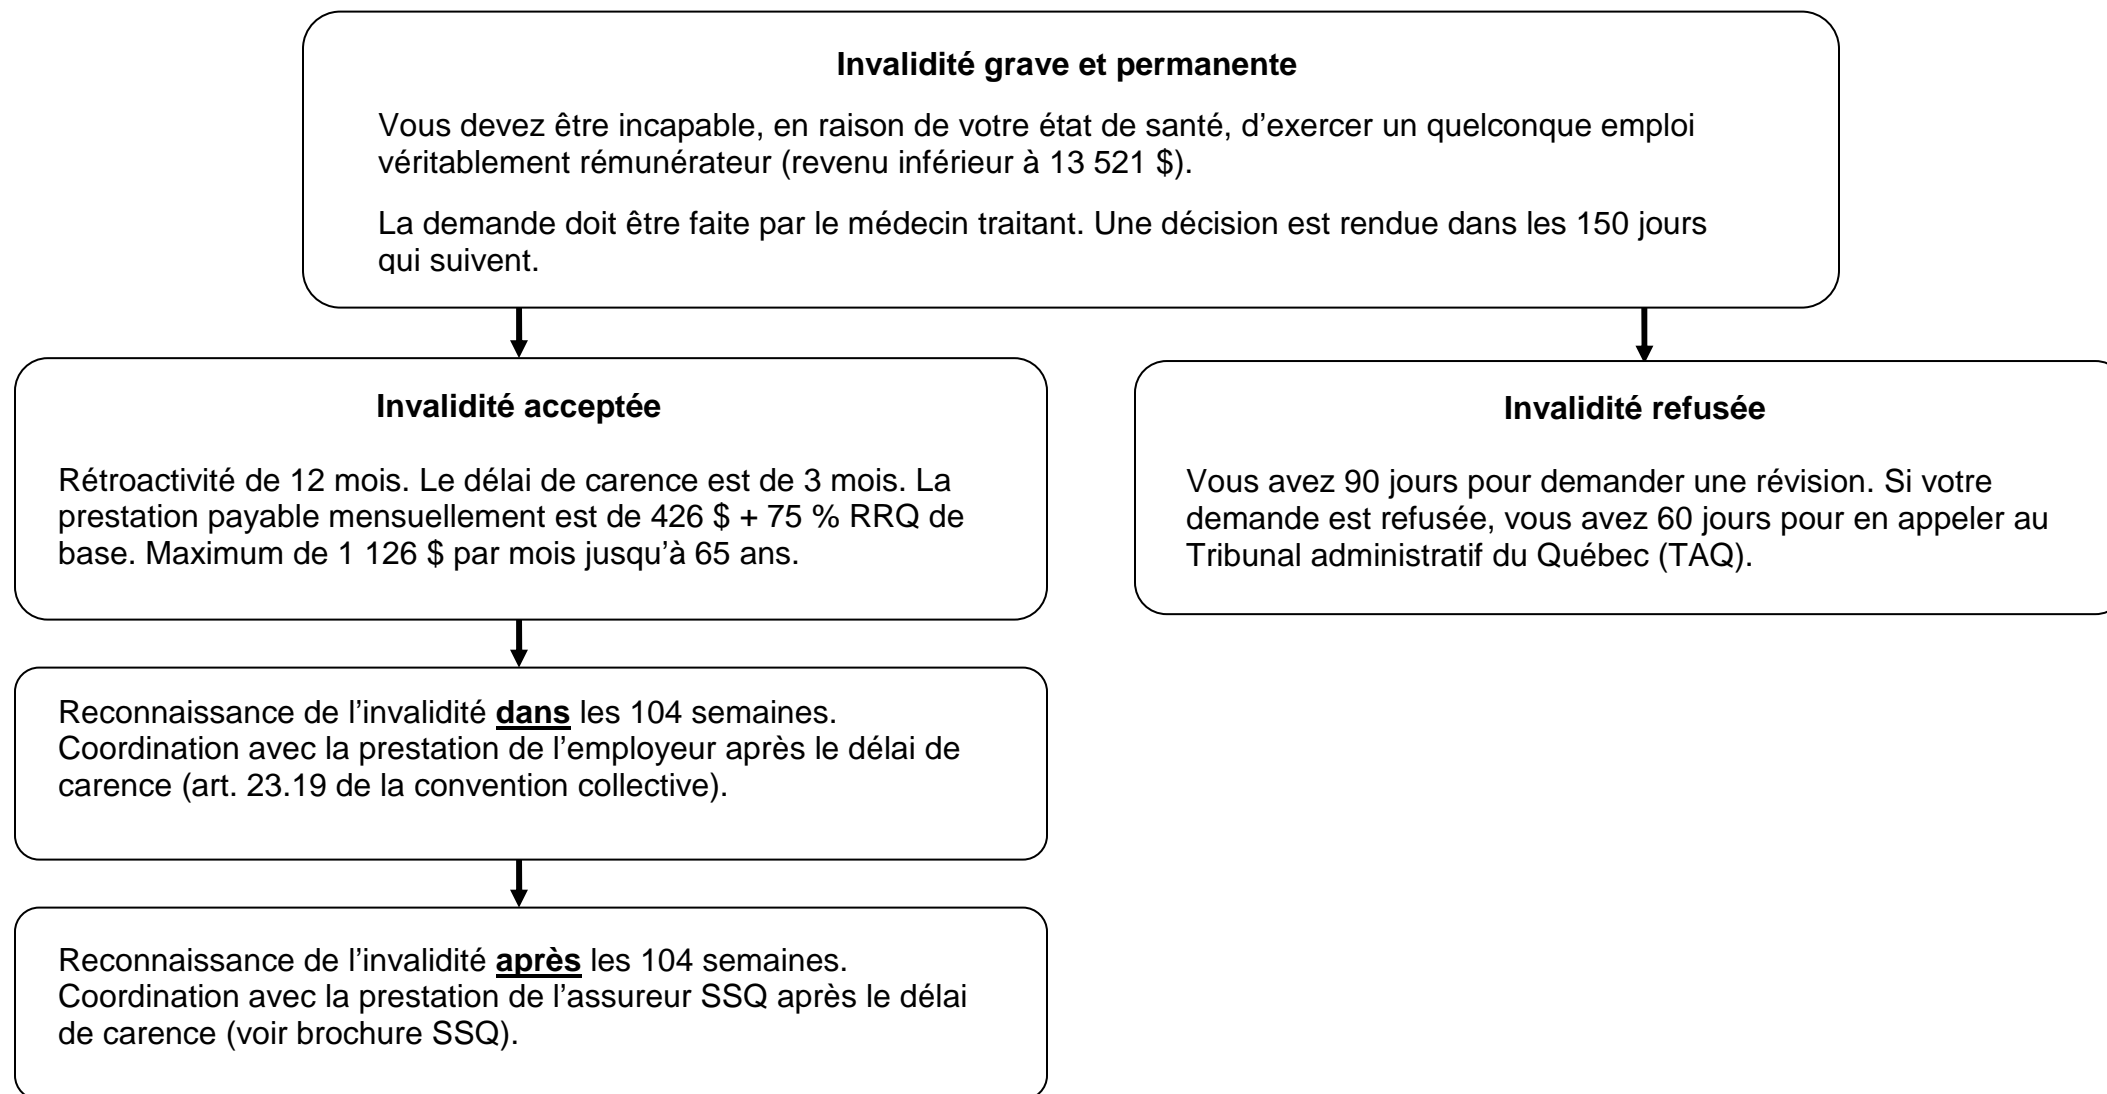 Invalidité grave et permanente
Vous devez être incapable, en raison de votre état de santé, d’exercer un quelconque emploi
véritablement rémunérateur (revenu inférieur à 13 521 $).
La demande doit être faite par le médecin traitant. Une décision est rendue dans les 150 jours
qui suivent.
Invalidité acceptée
Rétroactivité de 12 mois. Le délai de carence est de 3 mois. La
prestation payable mensuellement est de 426 $ + 75 % RRQ de
base. Maximum de 1 126 $ par mois jusqu’à 65 ans.
Invalidité refusée
Vous avez 90 jours pour demander une révision. Si votre
demande est refusée, vous avez 60 jours pour en appeler au
Tribunal administratif du Québec (TAQ).
Reconnaissance de l’invalidité dans les 104 semaines.
Coordination avec la prestation de l’employeur après le délai de
carence (art. 23.19 de la convention collective).
Reconnaissance de l’invalidité après les 104 semaines.
Coordination avec la prestation de l’assureur SSQ après le délai
de carence (voir brochure SSQ).